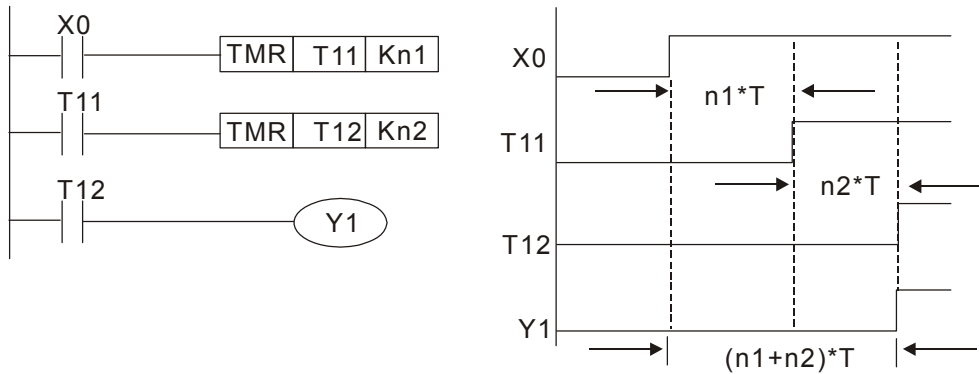 X0
TMR T11 Kn1
T11
TMR T12 Kn2
T12
Y1
X0
n1*T
T11
n2*T
T12
Y1
(n1+n2)*T